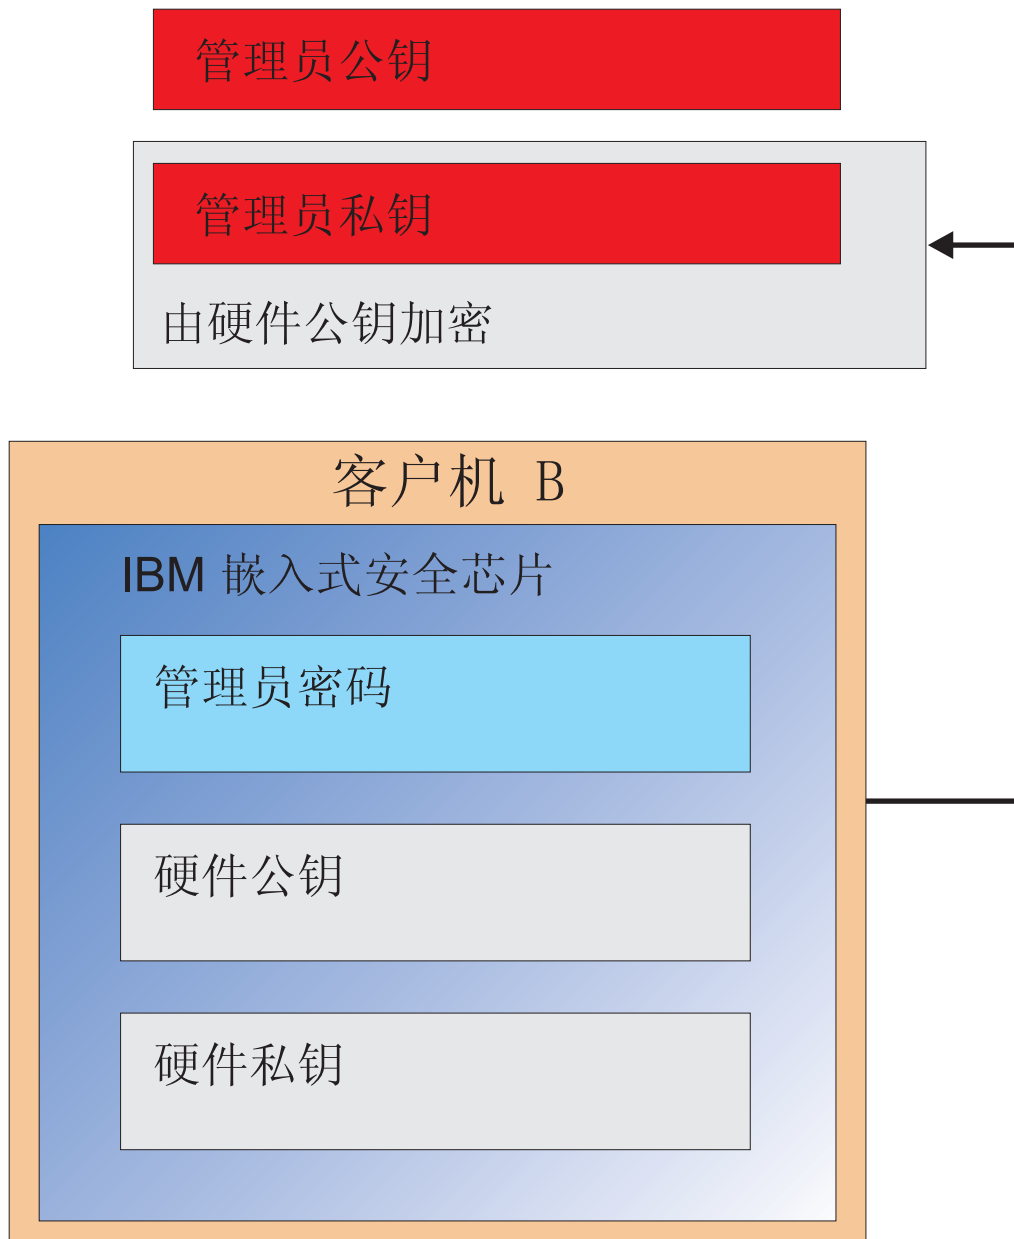 管理员公钥
管理员私钥
由硬件公钥加密
客户机 B
IBM 嵌入式安全芯片
管理员密码
硬件公钥
硬件私钥